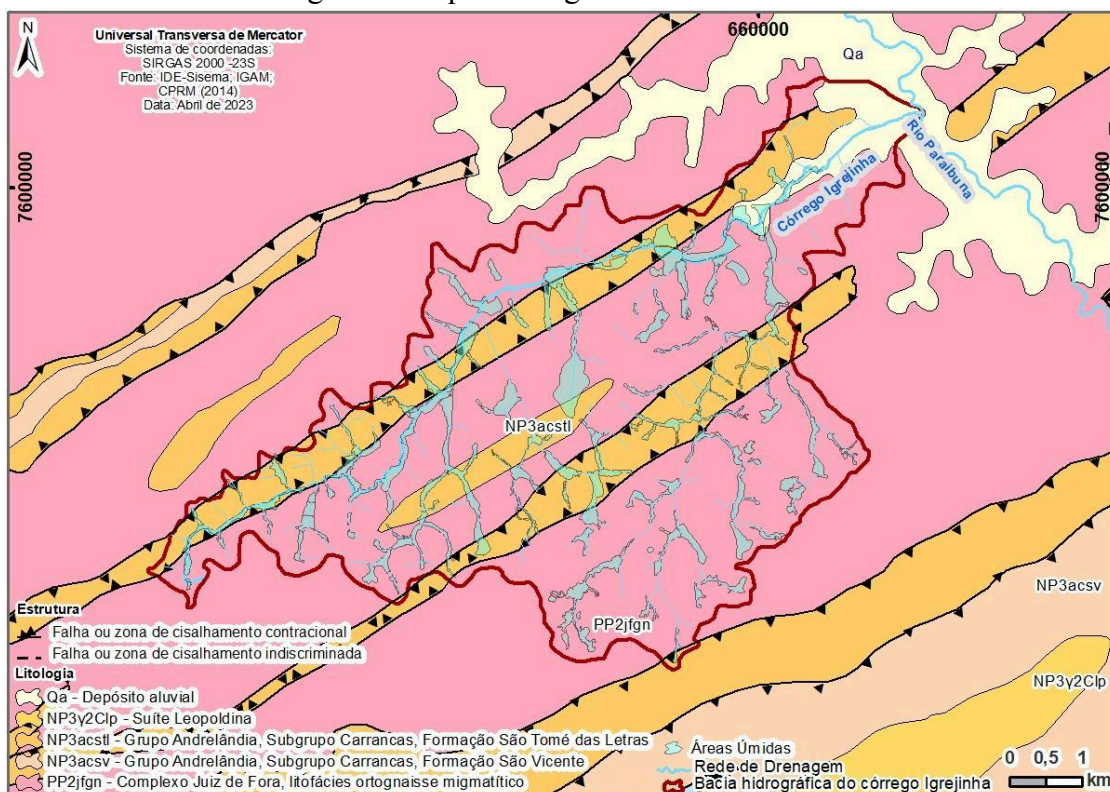 N
Universal Transversa de Mercator
Sistema de coordenadas:
SIRGAS 2000 -23S
Fonte: IDE-Sisema; IGAM;
CPRM (2014)
Data: Abril de 2023
660000
Qa
7600000
Rio Paraibuna
7600000
Córrego Igrejinha
NP3acstl
NP3acsv
PP2jfgn
NP3γ2Clp
Estrutura
Falha ou zona de cisalhamento contracional
Falha ou zona de cisalhamento indiscriminada
Litologia
Qa - Depósito aluvial
NP3γ2Clp - Suíte Leopoldina
NP3acstl - Grupo Andrelândia, Subgrupo Carrancas, Formação São Tomé das Letras
NP3acsv - Grupo Andrelândia, Subgrupo Carrancas, Formação São Vicente
PP2jfgn - Complexo Juiz de Fora, litofácies ortognaisse migmatítico
Áreas Úmidas
Rede de Drenagem
Bacia hidrográfica do córrego Igrejinha
0 0,5 1
km